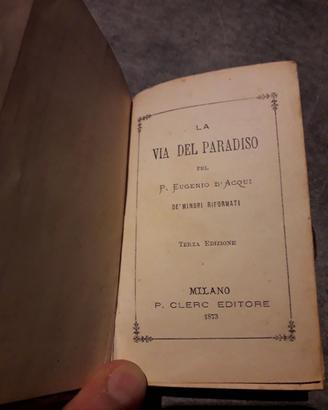 LA
VIA DEL PARADISO
PEL
P. EUGENIO D'ACQUI
DE' MINORI RIFORMATI
TERZA EDIZIONE
MILANO
P. CLERC EDITORE
1873